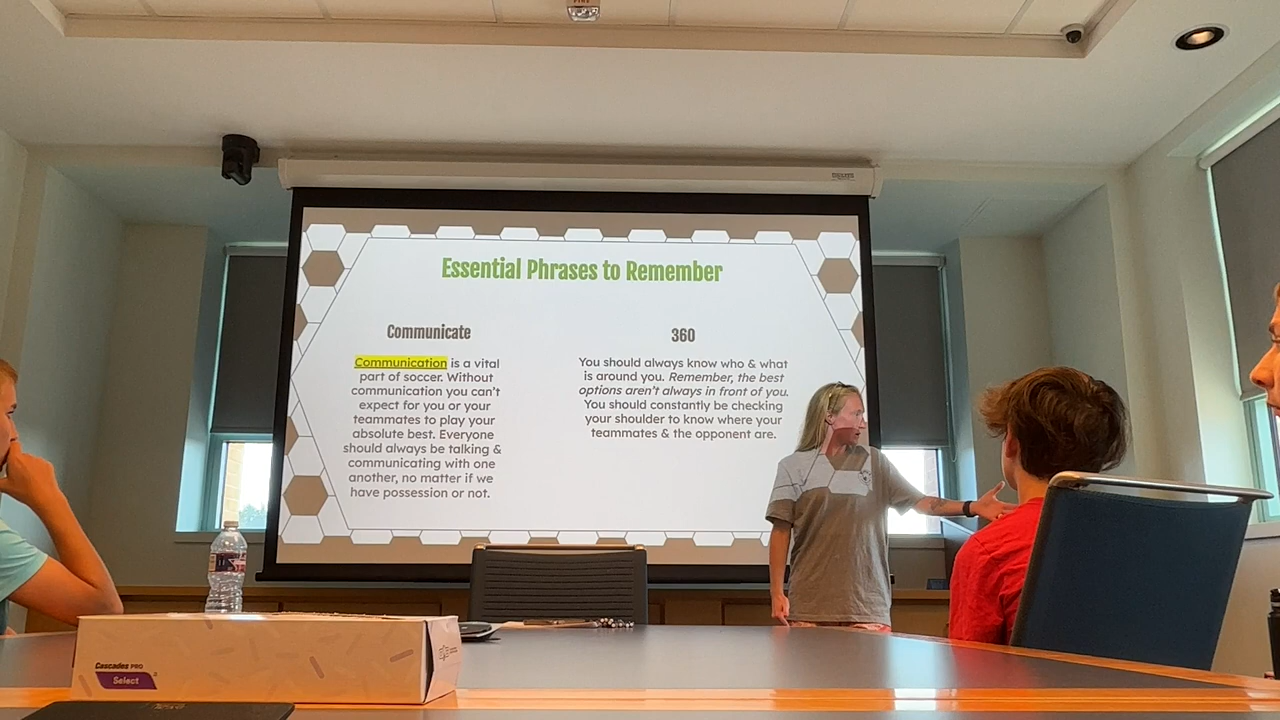 FIRE
Essential Phrases to Remember
Communicate
Communication is a vital
part of soccer. Without
communication you can't
expect for you or your
teammates to play your
absolute best. Everyone
should always be talking &
communicating with one
another, no matter if we
have possession or not.
360
You should always know who & what
is around you. Remember, the best
options aren't always in front of you.
You should constantly be checking
your shoulder to know where your
teammates & the opponent are.
Cascades PRO
Select